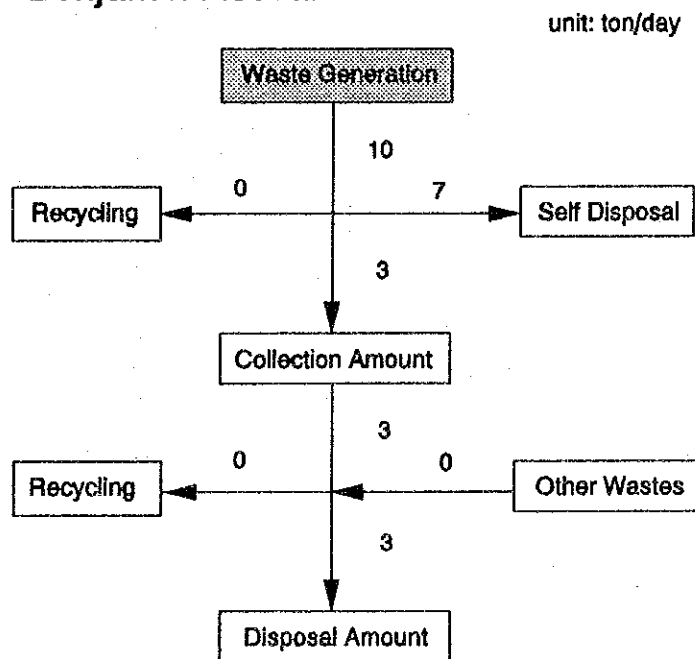 unit: ton/day
Waste Generation
10
0
7
Recycling
Self Disposal
3
Collection Amount
3
0
0
Recycling
Other Wastes
3
Disposal Amount